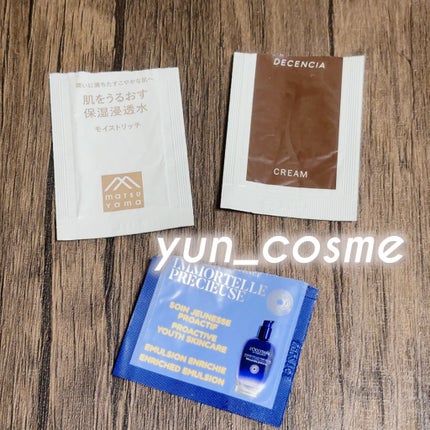 潤いに満ちたすこやかな肌へ
肌をうるおす
保湿浸透水
モイストリッチ
matsu
yama
DECENCIA
CREAM
yun_cosme
IMMORTELLE
PRÉCIEUSE
SOIN JEUNESSE
PROACTIF
PROACTIVE
YOUTH SKINCARE
EMULSION ENRICHIE
ENRICHED EMULSION
L'OCCITANE